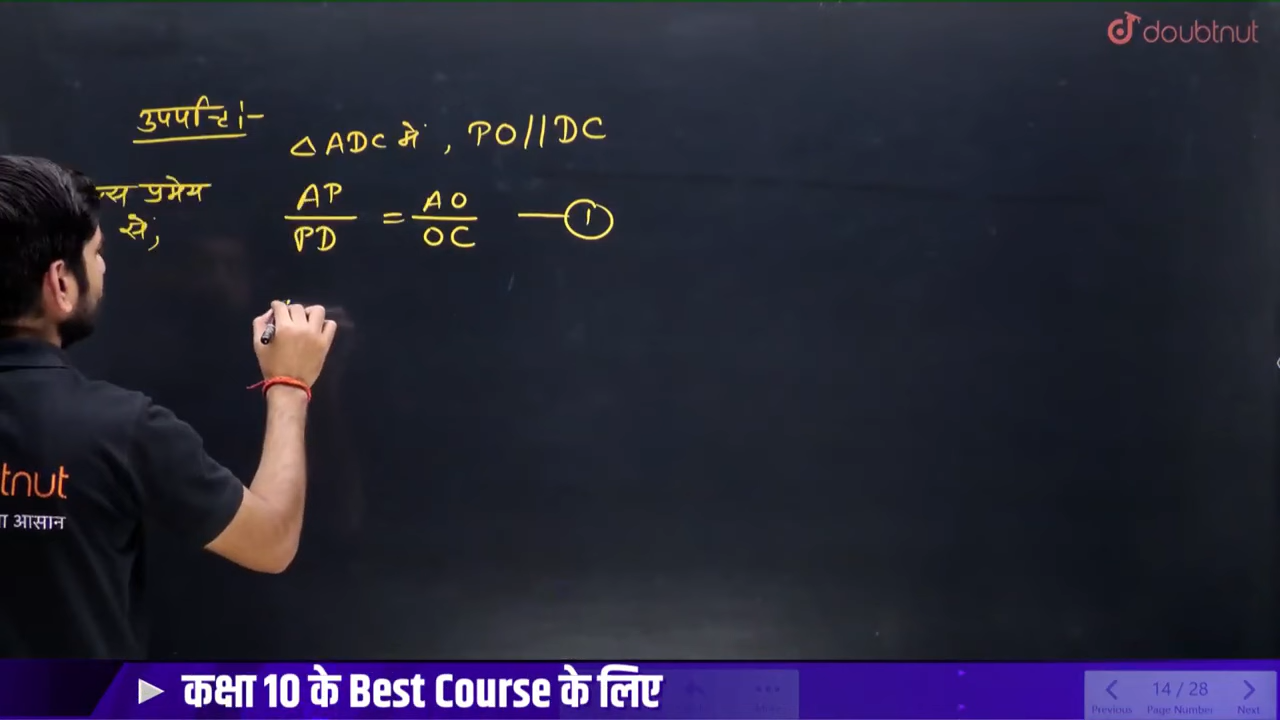 doubtnut
उपपत्ति:-
△ADC में, PO//DC
प्रमेय से,
AP/PD = AO/OC —①
tnut
आसान
कक्षा 10 के Best Course के लिए
14 / 28
Previous Page Number Next